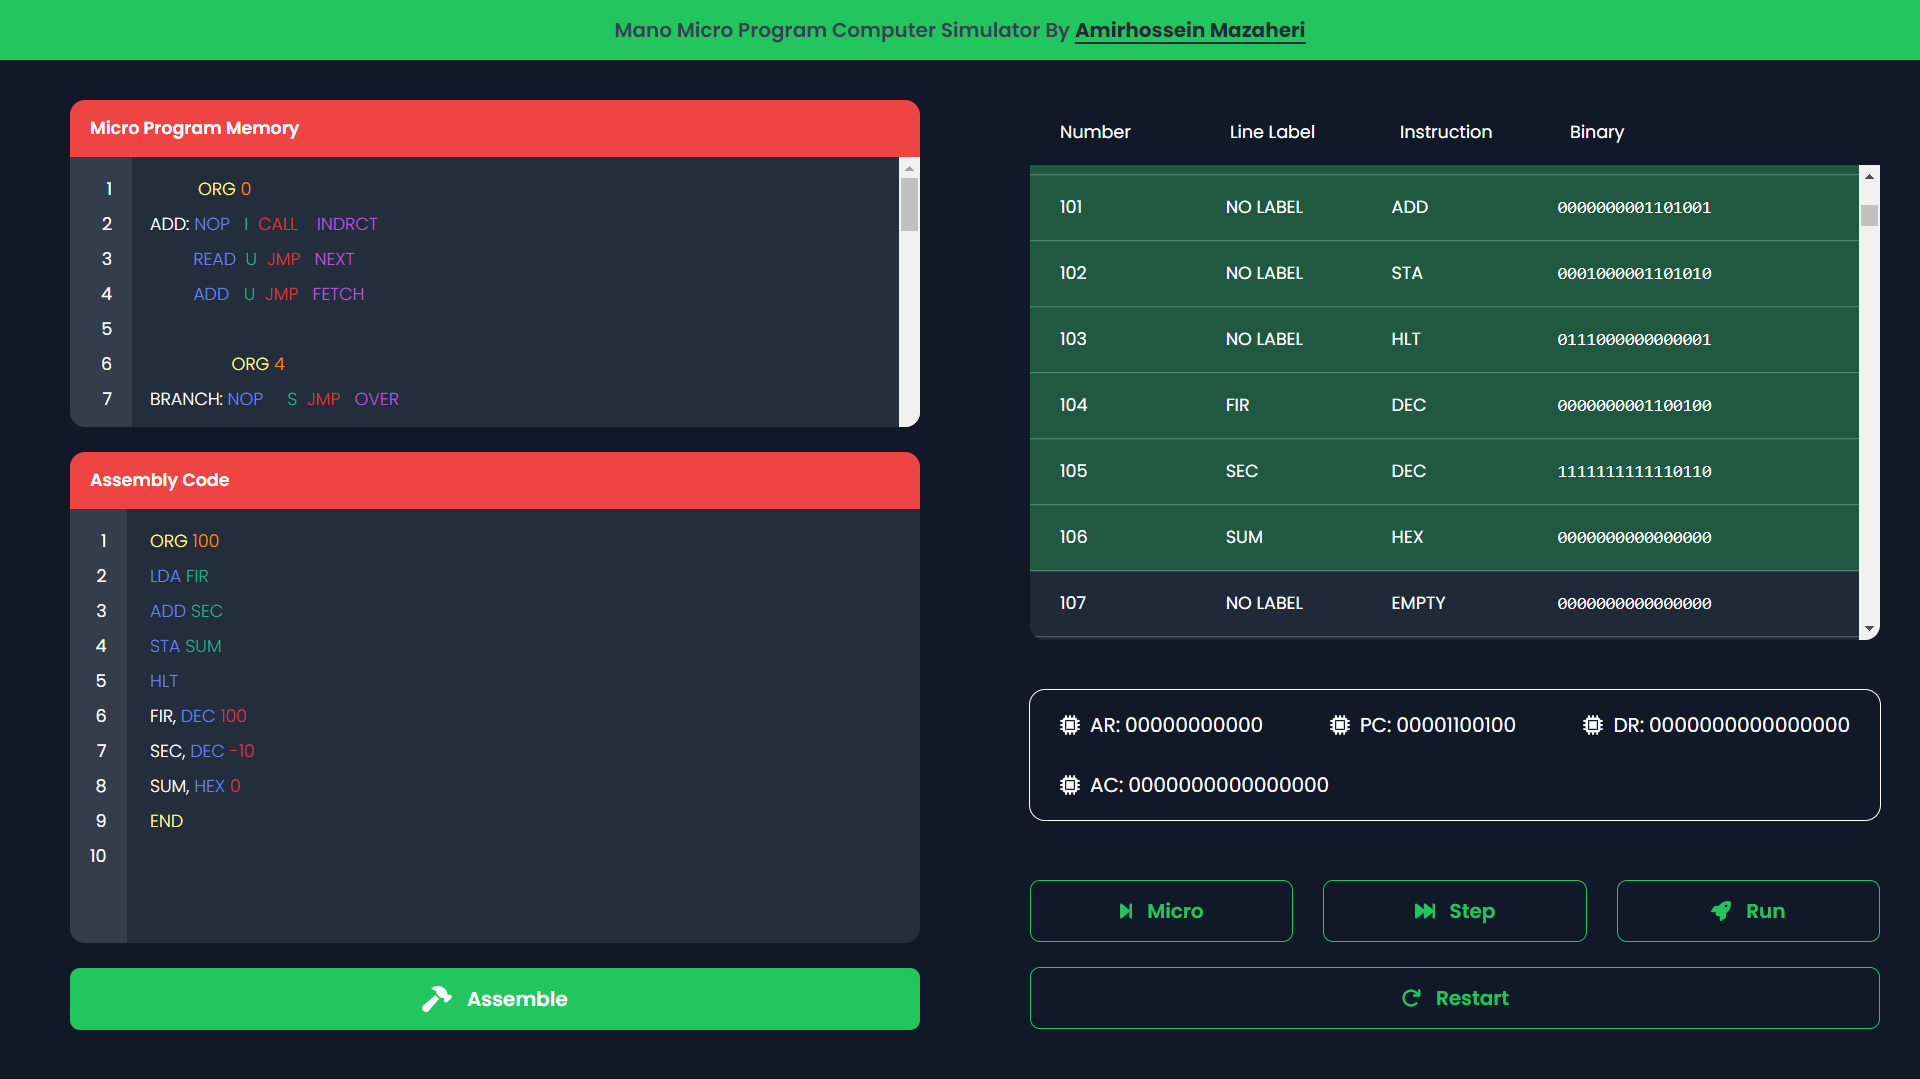 Mano Micro Program Computer Simulator By Amirhossein Mazaheri
Micro Program Memory
1 ORG 0
2 ADD: NOP I CALL INDRCT
3 READ U JMP NEXT
4 ADD U JMP FETCH
5
6 ORG 4
7 BRANCH: NOP S JMP OVER
Assembly Code
1 ORG 100
2 LDA FIR
3 ADD SEC
4 STA SUM
5 HLT
6 FIR, DEC 100
7 SEC, DEC -10
8 SUM, HEX 0
9 END
10
Assemble
Number Line Label Instruction Binary
101 NO LABEL ADD 0000000001101001
102 NO LABEL STA 0001000001101010
103 NO LABEL HLT 0111000000000001
104 FIR DEC 0000000001100100
105 SEC DEC 1111111111110110
106 SUM HEX 0000000000000000
107 NO LABEL EMPTY 0000000000000000
AR: 00000000000 PC: 00001100100 DR: 0000000000000000
AC: 0000000000000000
Micro Step Run
Restart